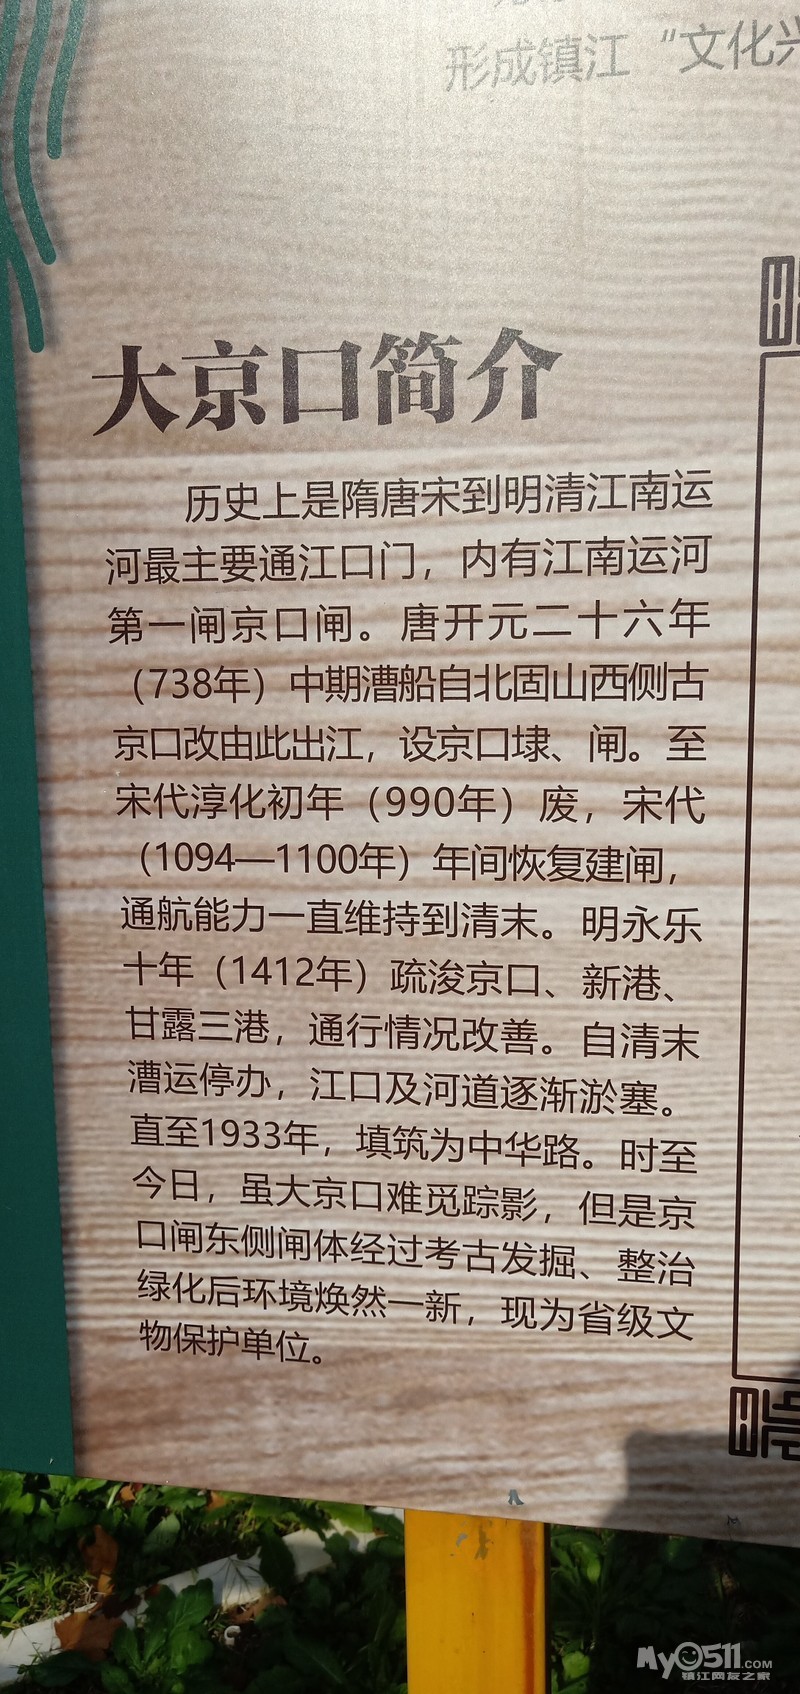 形成镇江“文化兴
大京口简介
历史上是隋唐宋到明清江南运
河最主要通江口门，内有江南运河
第一闸京口闸。唐开元二十六年
（738年）中期漕船自北固山西侧古
京口改由此出江，设京口埭、闸。至
宋代淳化初年（990年）废，宋代
（1094—1100年）年间恢复建闸，
通航能力一直维持到清末。明永乐
十年（1412年）疏浚京口、新港、
甘露三港，通行情况改善。自清末
漕运停办，江口及河道逐渐淤塞。
直至1933年，填筑为中华路。时至
今日，虽大京口难觅踪影，但是京
口闸东侧闸体经过考古发掘、整治
绿化后环境焕然一新，现为省级文
物保护单位。
My0511.COM
镇江网友之家